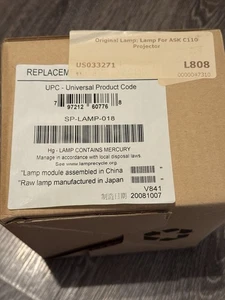 Original Lamp: Lamp For ASK C110
Projector
US033271
L808
REPLACEMEN
UPC - Universal Product Code
7 97212 60776 8
SP-LAMP-018
Hg - LAMP CONTAINS MERCURY
Manage in accordance with local disposal laws
See www.lamprecycle.org
*Lamp module assembled in China *
*Raw lamp manufactured in Japan *
V841
20081007